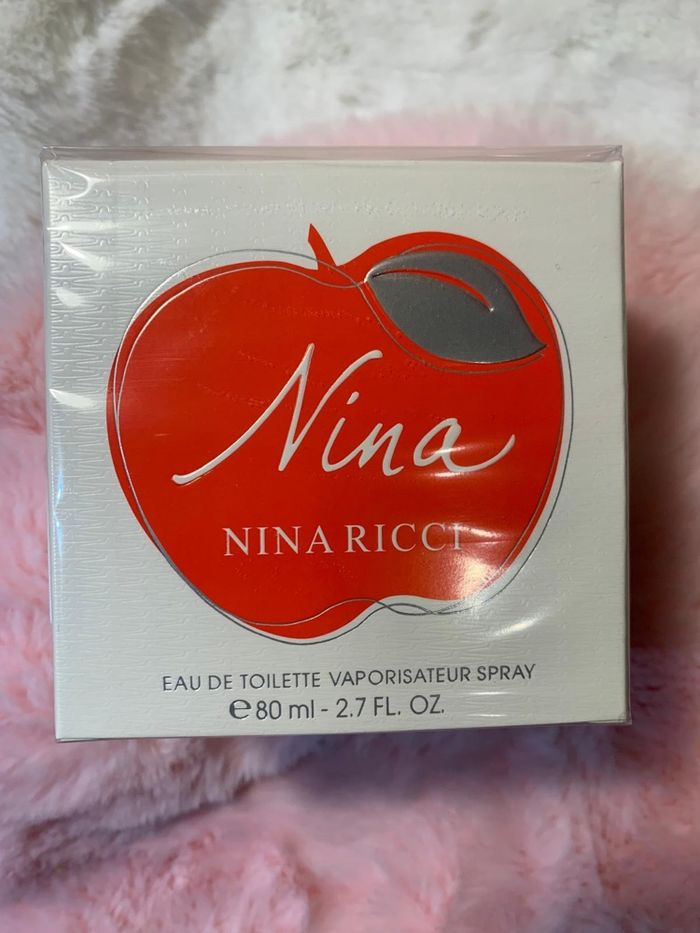 Nina
NINA RICCI
EAU DE TOILETTE VAPORISATEUR SPRAY
℮80 ml - 2.7 FL. OZ.